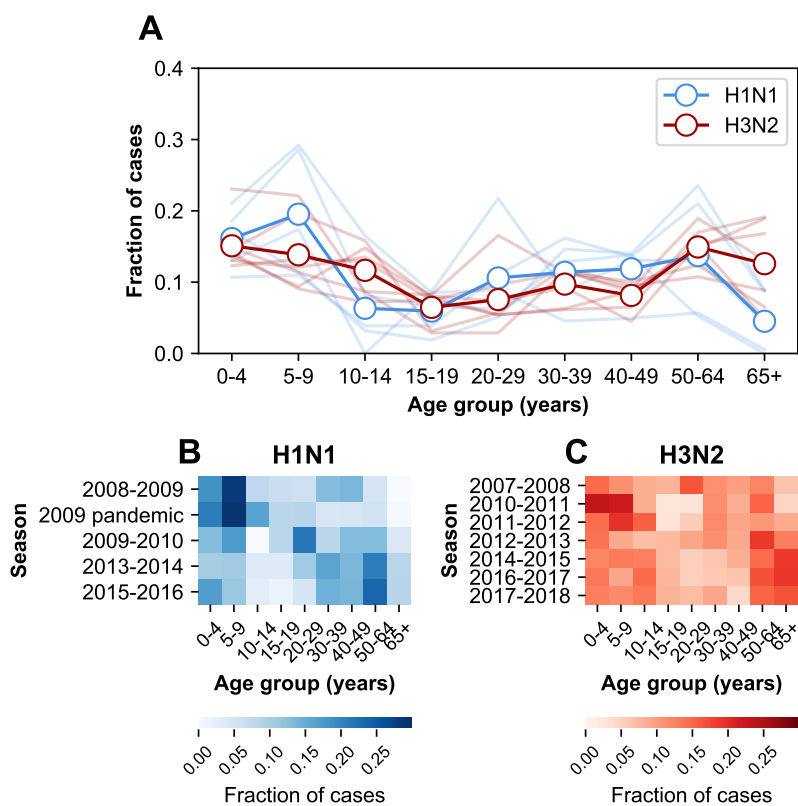 A
0.4
0.3
0.2
0.1
0.0
Fraction of cases
H1N1
H3N2
0-4 5-9 10-14 15-19 20-29 30-39 40-49 50-64 65+
Age group (years)
B H1N1
Season
2008-2009
2009 pandemic
2009-2010
2013-2014
2015-2016
0-4 5-9 10-14 15-19 20-29 30-39 40-49 50-64 65+
Age group (years)
0.00 0.05 0.10 0.15 0.20 0.25
Fraction of cases
C H3N2
Season
2007-2008
2010-2011
2011-2012
2012-2013
2014-2015
2016-2017
2017-2018
0-4 5-9 10-14 15-19 20-29 30-39 40-49 50-64 65+
Age group (years)
0.00 0.05 0.10 0.15 0.20 0.25
Fraction of cases